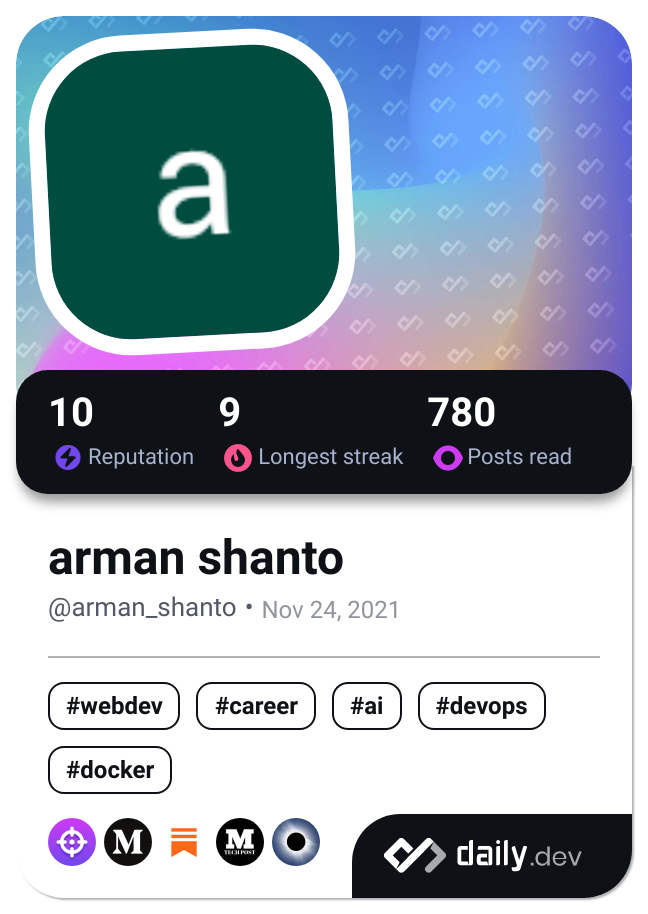 a
10 9 780
Reputation Longest streak Posts read
arman shanto
@arman_shanto • Nov 24, 2021
#webdev #career #ai #devops
#docker
M M TECH POST daily.dev